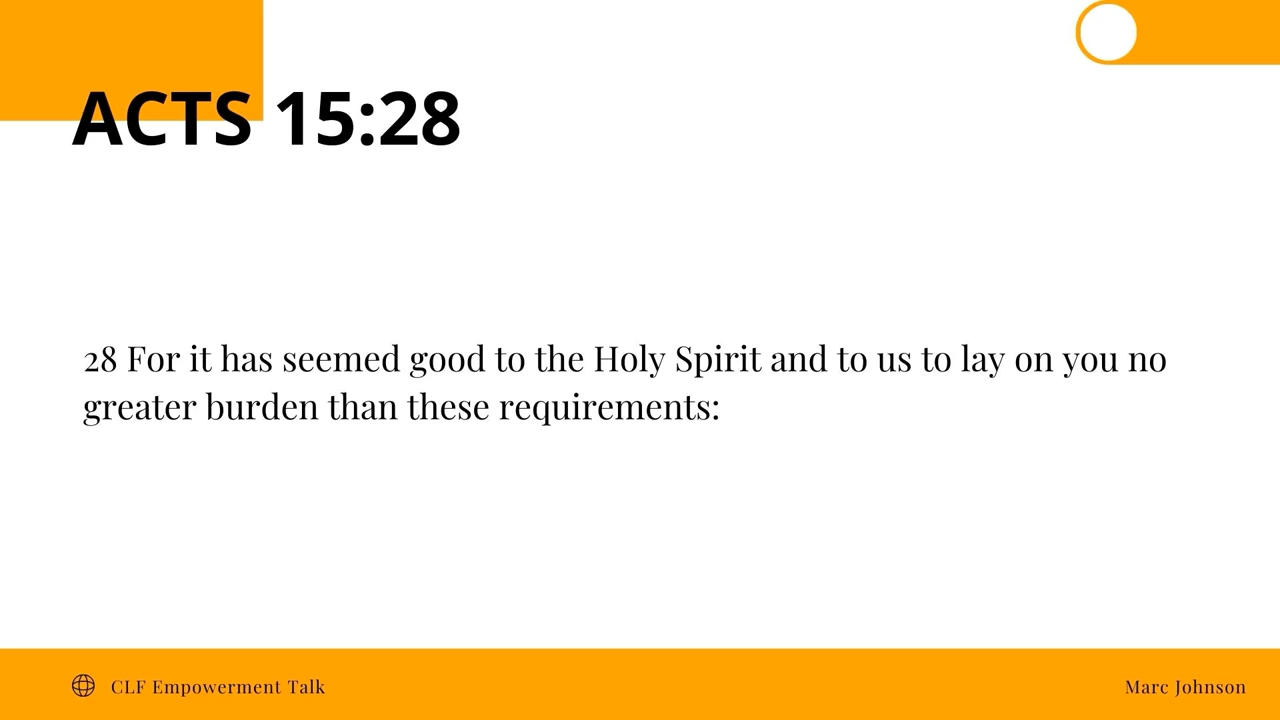 ACTS 15:28
28 For it has seemed good to the Holy Spirit and to us to lay on you no
greater burden than these requirements:
CLF Empowerment Talk
Marc Johnson